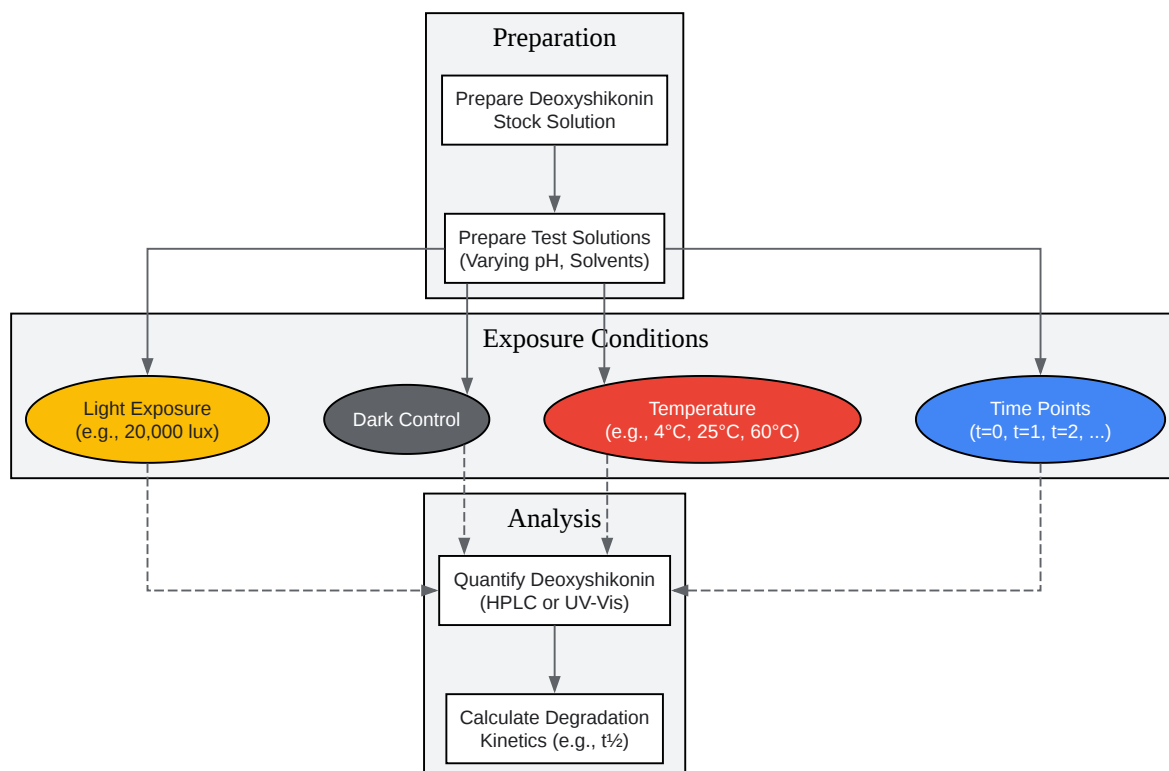 Preparation
Prepare Deoxyshikonin
Stock Solution
Prepare Test Solutions
(Varying pH, Solvents)
Exposure Conditions
Light Exposure
(e.g., 20,000 lux)
Dark Control
Temperature
(e.g., 4°C, 25°C, 60°C)
Time Points
(t=0, t=1, t=2, ...)
Analysis
Quantify Deoxyshikonin
(HPLC or UV-Vis)
Calculate Degradation
Kinetics (e.g., t½)